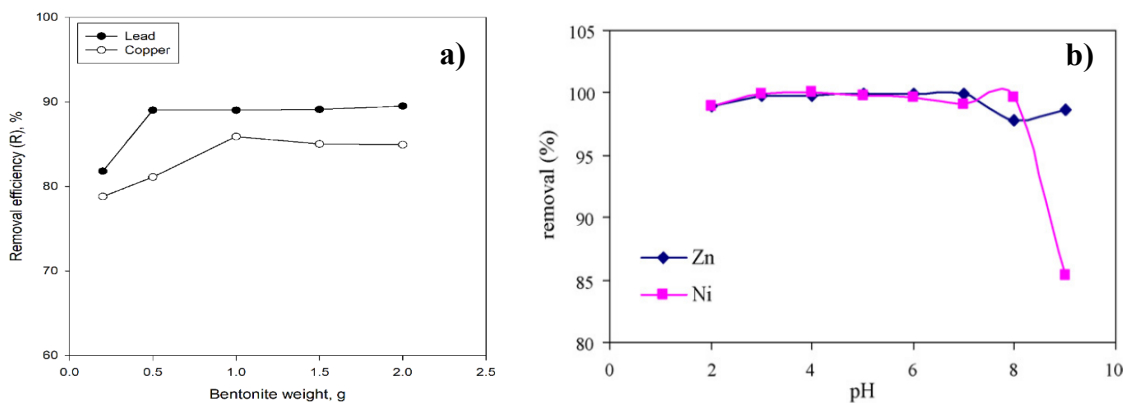 a)
Lead
Copper
Removal efficiency (R), %
100
90
80
70
60
0.0 0.5 1.0 1.5 2.0 2.5
Bentonite weight, g
b)
removal (%)
105
100
95
90
85
80
Zn
Ni
0 2 4 6 8 10
pH